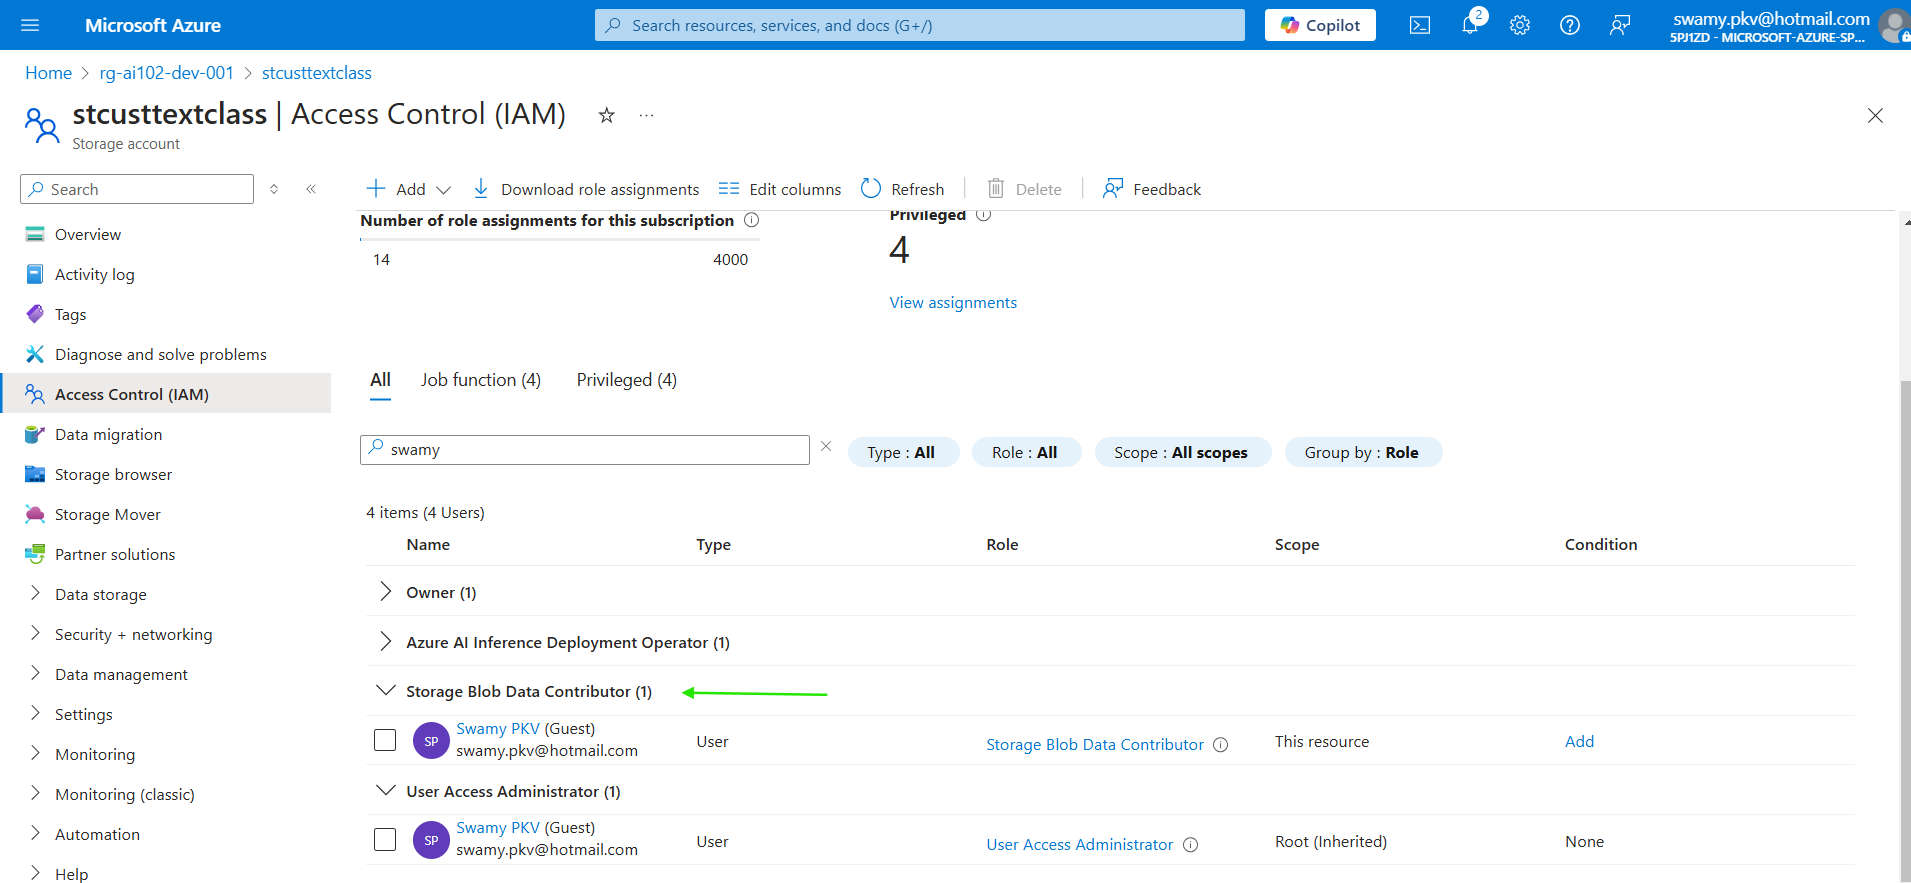 Microsoft Azure
Search resources, services, and docs (G+/)
Copilot
2
swamy.pkv@hotmail.com
5PJ1ZD - MICROSOFT-AZURE-SP...
Home > rg-ai102-dev-001 > stcusttextclass
stcusttextclass | Access Control (IAM)
Storage account
Search
Add
Download role assignments
Edit columns
Refresh
Delete
Feedback
Overview
Activity log
Tags
Diagnose and solve problems
Access Control (IAM)
Data migration
Storage browser
Storage Mover
Partner solutions
Data storage
Security + networking
Data management
Settings
Monitoring
Monitoring (classic)
Automation
Help
Number of role assignments for this subscription
14 4000
Privileged
4
View assignments
All Job function (4) Privileged (4)
swamy
Type : All
Role : All
Scope : All scopes
Group by : Role
4 items (4 Users)
Name Type Role Scope Condition
Owner (1)
Azure AI Inference Deployment Operator (1)
Storage Blob Data Contributor (1)
SP
Swamy PKV (Guest)
swamy.pkv@hotmail.com
User
Storage Blob Data Contributor
This resource
Add
User Access Administrator (1)
SP
Swamy PKV (Guest)
swamy.pkv@hotmail.com
User
User Access Administrator
Root (Inherited)
None